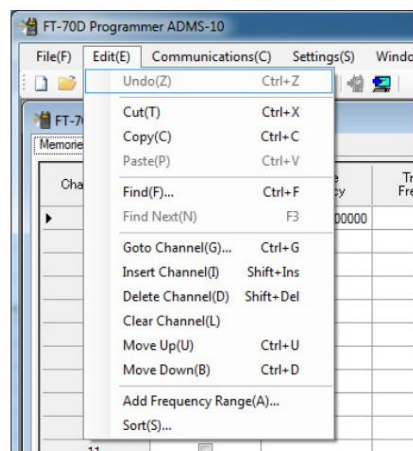 FT-70D Programmer ADMS-10
File(F) Edit(E) Communications(C) Settings(S)
Undo(Z) Ctrl+Z
Cut(T) Ctrl+X
Copy(C) Ctrl+C
Paste(P) Ctrl+V
Find(F)... Ctrl+F
Find Next(N) F3
Goto Channel(G)... Ctrl+G
Insert Channel(I) Shift+Ins
Delete Channel(D) Shift+Del
Clear Channel(L)
Move Up(U) Ctrl+U
Move Down(B) Ctrl+D
Add Frequency Range(A)...
Sort(S)...
11